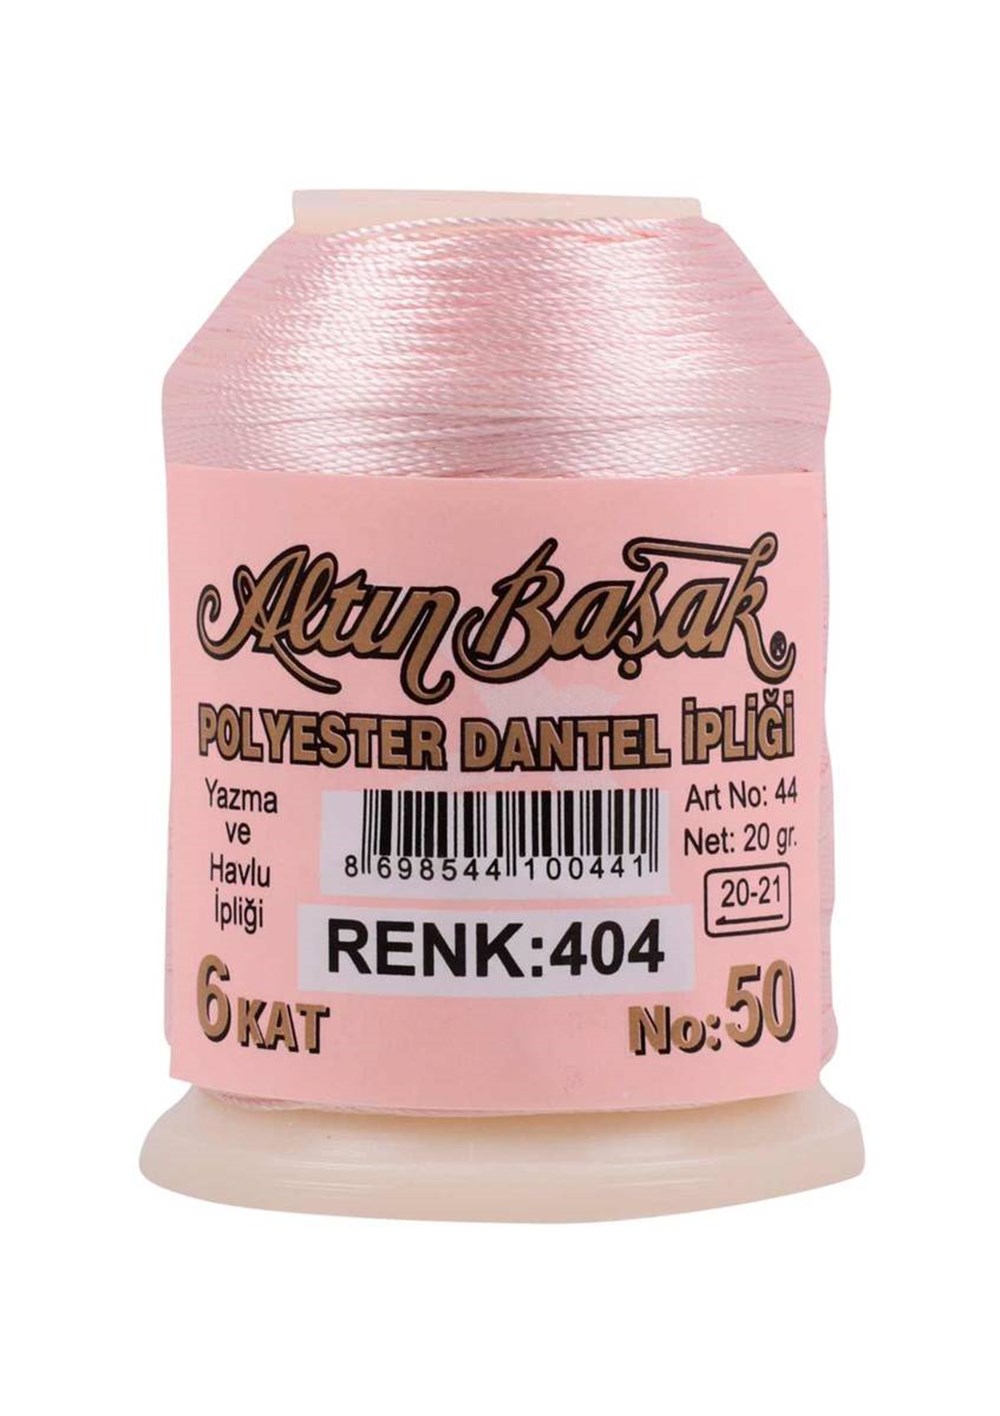 Altın Başak®
POLYESTER DANTEL İPLİĞİ
Yazma
ve
Havlu
İpliği
8 698544 100441
Art No: 44
Net: 20 gr.
20-21
RENK:404
6 KAT
No: 50